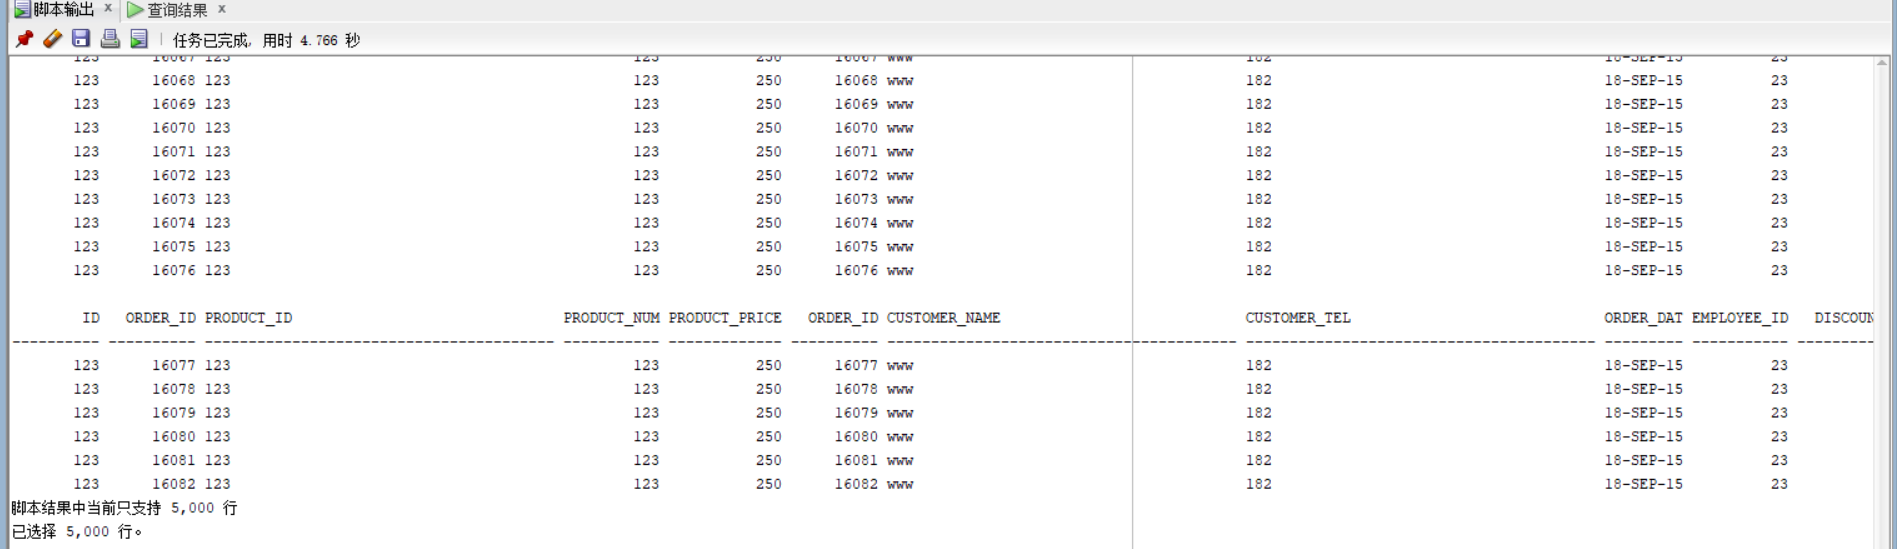 脚本输出 x 查询结果 x
任务已完成, 用时 4.766 秒
123 16067 123 123 250 16067 www 182 18-SEP-15 23
123 16068 123 123 250 16068 www 182 18-SEP-15 23
123 16069 123 123 250 16069 www 182 18-SEP-15 23
123 16070 123 123 250 16070 www 182 18-SEP-15 23
123 16071 123 123 250 16071 www 182 18-SEP-15 23
123 16072 123 123 250 16072 www 182 18-SEP-15 23
123 16073 123 123 250 16073 www 182 18-SEP-15 23
123 16074 123 123 250 16074 www 182 18-SEP-15 23
123 16075 123 123 250 16075 www 182 18-SEP-15 23
123 16076 123 123 250 16076 www 182 18-SEP-15 23
ID ORDER_ID PRODUCT_ID PRODUCT_NUM PRODUCT_PRICE ORDER_ID CUSTOMER_NAME CUSTOMER_TEL ORDER_DAT EMPLOYEE_ID DISCOUN
123 16077 123 123 250 16077 www 182 18-SEP-15 23
123 16078 123 123 250 16078 www 182 18-SEP-15 23
123 16079 123 123 250 16079 www 182 18-SEP-15 23
123 16080 123 123 250 16080 www 182 18-SEP-15 23
123 16081 123 123 250 16081 www 182 18-SEP-15 23
123 16082 123 123 250 16082 www 182 18-SEP-15 23
脚本结果中当前只支持 5,000 行
已选择 5,000 行。